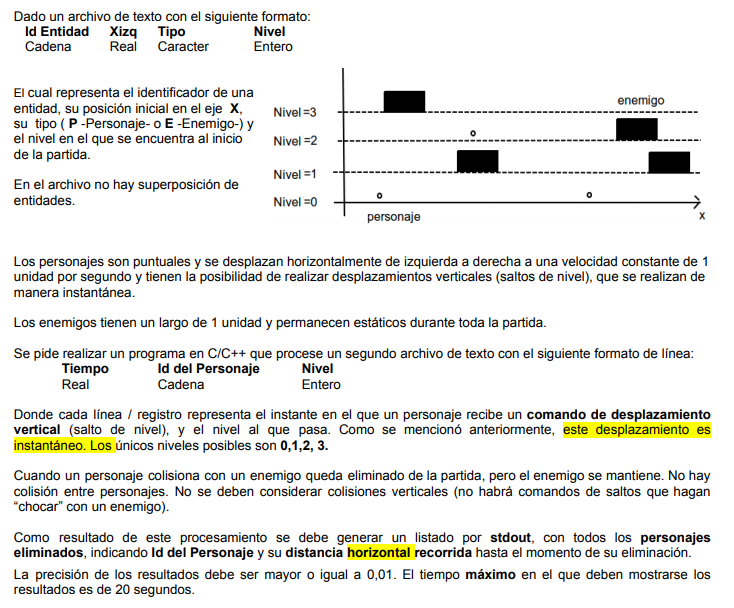 Dado un archivo de texto con el siguiente formato:
Id Entidad Xizq Tipo Nivel
Cadena Real Caracter Entero
El cual representa el identificador de una
entidad, su posición inicial en el eje X,
su tipo ( P -Personaje- o E -Enemigo-) y
el nivel en el que se encuentra al inicio
de la partida.
En el archivo no hay superposición de
entidades.
enemigo
Nivel =3
Nivel =2
Nivel =1
Nivel =0
personaje
x
Los personajes son puntuales y se desplazan horizontalmente de izquierda a derecha a una velocidad constante de 1
unidad por segundo y tienen la posibilidad de realizar desplazamientos verticales (saltos de nivel), que se realizan de
manera instantánea.
Los enemigos tienen un largo de 1 unidad y permanecen estáticos durante toda la partida.
Se pide realizar un programa en C/C++ que procese un segundo archivo de texto con el siguiente formato de línea:
Tiempo Id del Personaje Nivel
Real Cadena Entero
Donde cada línea / registro representa el instante en el que un personaje recibe un comando de desplazamiento
vertical (salto de nivel), y el nivel al que pasa. Como se mencionó anteriormente, este desplazamiento es
instantáneo. Los únicos niveles posibles son 0,1,2, 3.
Cuando un personaje colisiona con un enemigo queda eliminado de la partida, pero el enemigo se mantiene. No hay
colisión entre personajes. No se deben considerar colisiones verticales (no habrá comandos de saltos que hagan
“chocar” con un enemigo).
Como resultado de este procesamiento se debe generar un listado por stdout, con todos los personajes
eliminados, indicando Id del Personaje y su distancia horizontal recorrida hasta el momento de su eliminación.
La precisión de los resultados debe ser mayor o igual a 0,01. El tiempo máximo en el que deben mostrarse los
resultados es de 20 segundos.